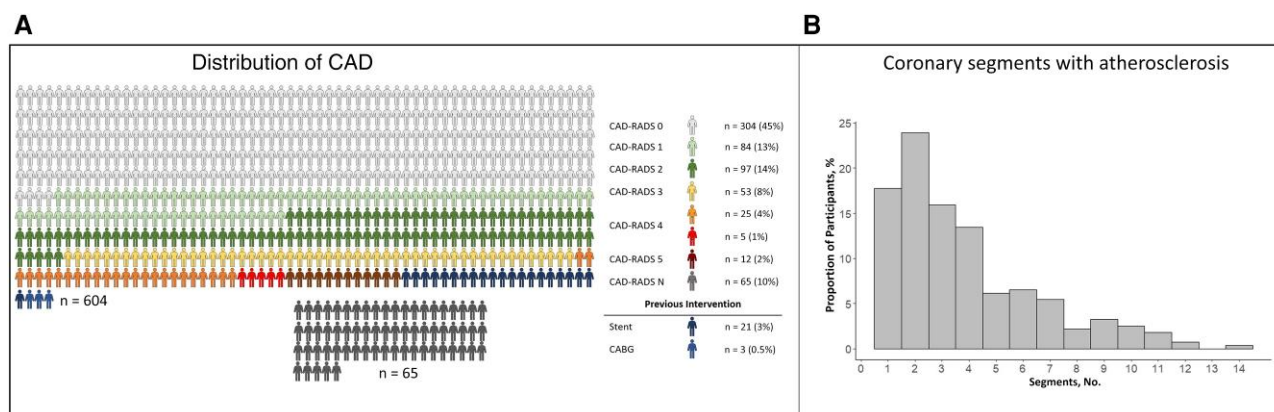 A
B
Distribution of CAD
CAD-RADS 0 n = 304 (45%)
CAD-RADS 1 n = 84 (13%)
CAD-RADS 2 n = 97 (14%)
CAD-RADS 3 n = 53 (8%)
CAD-RADS 4 n = 25 (4%)
n = 5 (1%)
CAD-RADS 5 n = 12 (2%)
CAD-RADS N n = 65 (10%)
Previous Intervention
Stent n = 21 (3%)
CABG n = 3 (0.5%)
n = 604
n = 65
Coronary segments with atherosclerosis
Proportion of Participants, %
25
20
15
10
5
0
0 1 2 3 4 5 6 7 8 9 10 11 12 13 14
Segments, No.